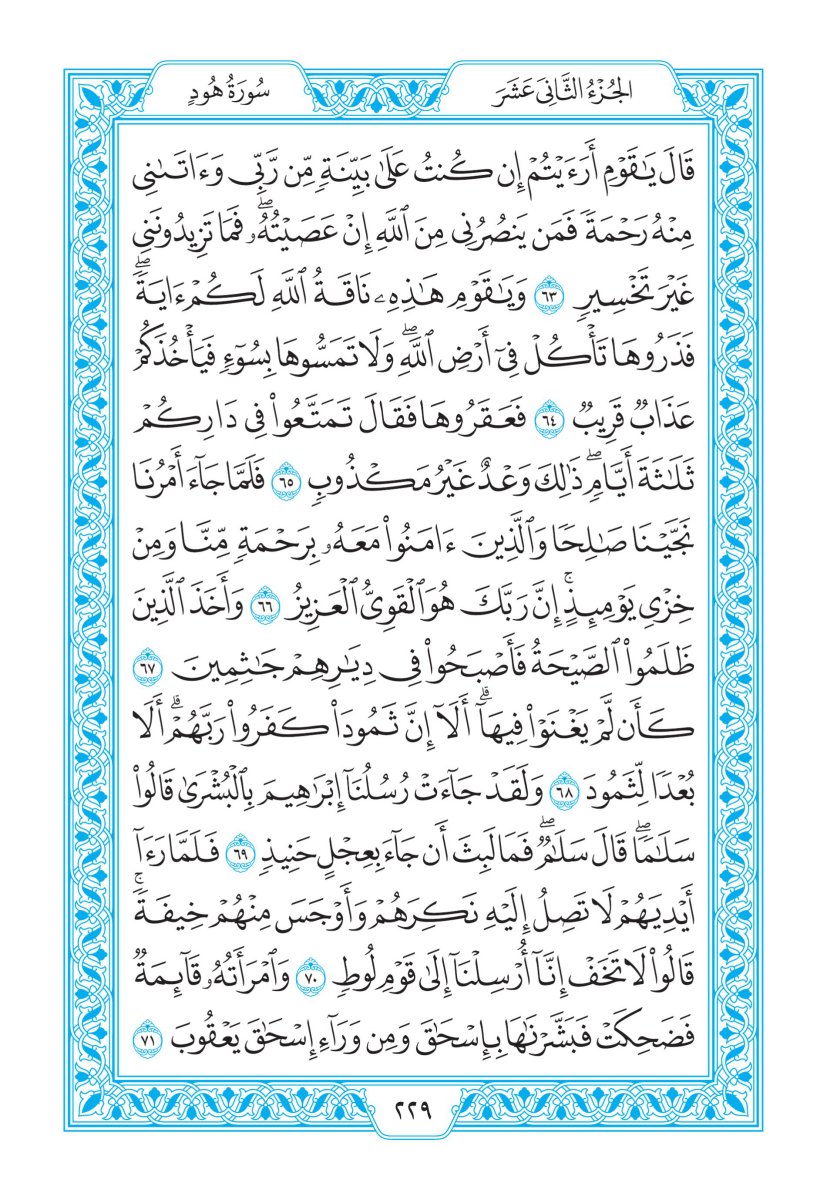 الجُزْءُ الثَّانِيَ عَشَرَ
سُورَةُ هُودٍ
قَالَ يَٰقَوْمِ أَرَءَيْتُمْ إِن كُنتُ عَلَىٰ بَيِّنَةٍ مِّن رَّبِّى وَءَاتَىٰنِى
مِنْهُ رَحْمَةً فَمَن يَنصُرُنِى مِنَ ٱللَّهِ إِنْ عَصَيْتُهُۥۖ فَمَا تَزِيدُونَنِى
غَيْرَ تَخْسِيرٍ ٦٣ وَيَٰقَوْمِ هَٰذِهِۦ نَاقَةُ ٱللَّهِ لَكُمْ ءَايَةًۖ
فَذَرُوهَا تَأْكُلْ فِىٓ أَرْضِ ٱللَّهِۖ وَلَا تَمَسُّوهَا بِسُوٓءٍ فَيَأْخُذَكُمْ
عَذَابٌ قَرِيبٌ ٦٤ فَعَقَرُوهَا فَقَالَ تَمَتَّعُوا۟ فِى دَارِكُمْ
ثَلَٰثَةَ أَيَّامٍۖ ذَٰلِكَ وَعْدٌ غَيْرُ مَكْذُوبٍ ٦٥ فَلَمَّا جَآءَ أَمْرُنَا
نَجَّيْنَا صَٰلِحًا وَٱلَّذِينَ ءَامَنُوا۟ مَعَهُۥ بِرَحْمَةٍ مِّنَّا وَمِنْ
خِزْىِ يَوْمِئِذٍۚ إِنَّ رَبَّكَ هُوَ ٱلْقَوِىُّ ٱلْعَزِيزُ ٦٦ وَأَخَذَ ٱلَّذِينَ
ظَلَمُوا۟ ٱلصَّيْحَةُ فَأَصْبَحُوا۟ فِى دِيَٰرِهِمْ جَٰثِمِينَ ٦٧
كَأَن لَّمْ يَغْنَوْا۟ فِيهَآۗ أَلَآ إِنَّ ثَمُودَا۟ كَفَرُوا۟ رَبَّهُمْۗ أَلَا
بُعْدًا لِّثَمُودَ ٦٨ وَلَقَدْ جَآءَتْ رُسُلُنَآ إِبْرَٰهِيمَ بِٱلْبُشْرَىٰ قَالُوا۟
سَلَٰمًاۖ قَالَ سَلَٰمٌۖ فَمَا لَبِثَ أَن جَآءَ بِعِجْلٍ حَنِيذٍ ٦٩ فَلَمَّا رَءَآ
أَيْدِيَهُمْ لَا تَصِلُ إِلَيْهِ نَكِرَهُمْ وَأَوْجَسَ مِنْهُمْ خِيفَةًۚ
قَالُوا۟ لَا تَخَفْ إِنَّآ أُرْسِلْنَآ إِلَىٰ قَوْمِ لُوطٍ ٧٠ وَٱمْرَأَتُهُۥ قَآئِمَةٌ
فَضَحِكَتْ فَبَشَّرْنَٰهَا بِإِسْحَٰقَ وَمِن وَرَآءِ إِسْحَٰقَ يَعْقُوبَ ٧١
٢٢٩